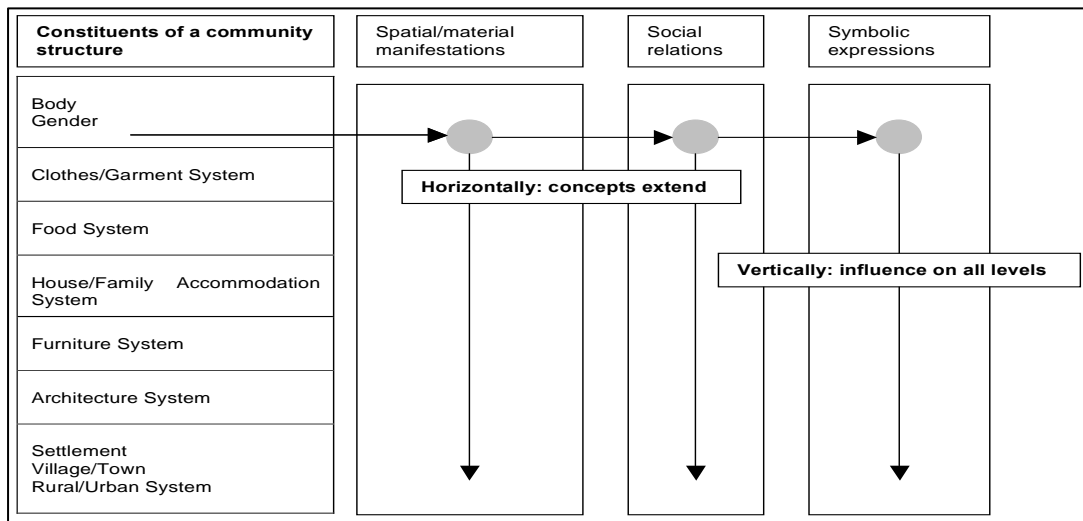 Constituents of a community
structure
Spatial/material
manifestations
Social
relations
Symbolic
expressions
Body
Gender
Clothes/Garment System
Food System
House/Family Accommodation
System
Furniture System
Architecture System
Settlement
Village/Town
Rural/Urban System
Horizontally: concepts extend
Vertically: influence on all levels